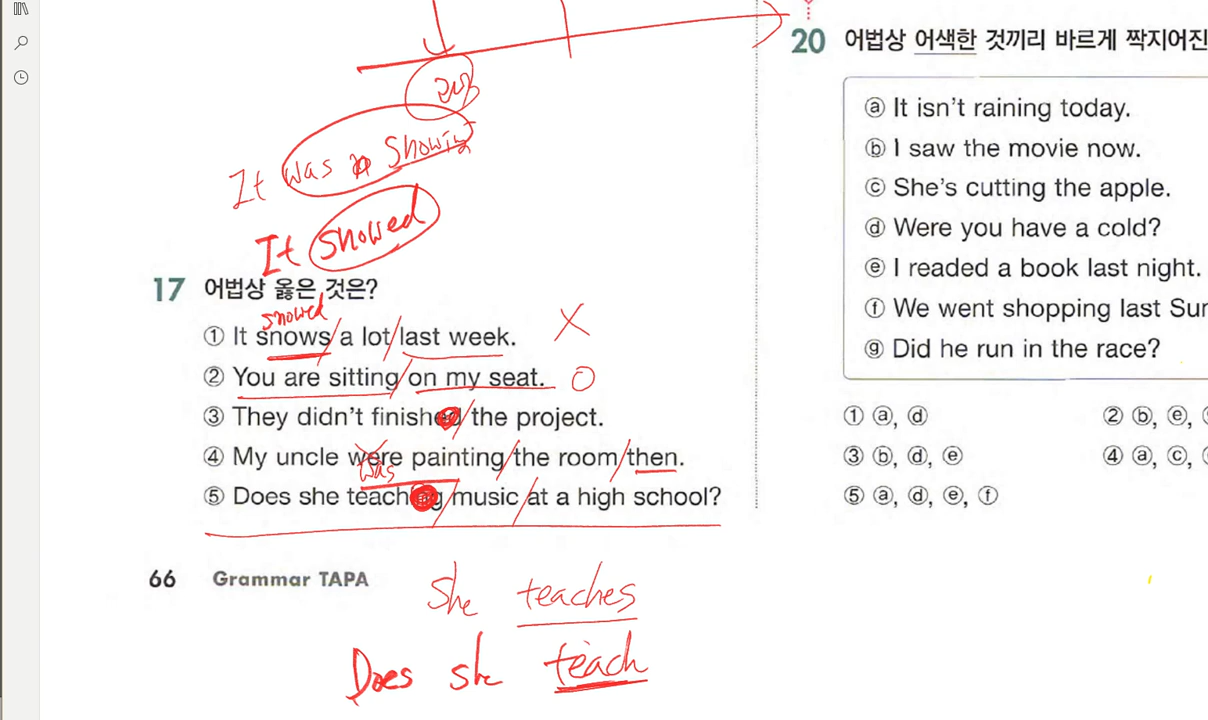 It was showing
It showed
17 어법상 옳은 것은?
snowed
① It snows a lot last week. X
② You are sitting on my seat. O
③ They didn't finished the project.
④ My uncle were painting the room then.
was
⑤ Does she teaching music at a high school?
66 Grammar TAPA
She teaches
Does she teach
20 어법상 어색한 것끼리 바르게 짝지어진
ⓐ It isn't raining today.
ⓑ I saw the movie now.
ⓒ She's cutting the apple.
ⓓ Were you have a cold?
ⓔ I readed a book last night.
ⓕ We went shopping last Sun
ⓖ Did he run in the race?
① ⓐ, ⓓ
② ⓑ, ⓔ,
③ ⓑ, ⓓ, ⓔ
④ ⓐ, ⓒ,
⑤ ⓐ, ⓓ, ⓔ, ⓕ